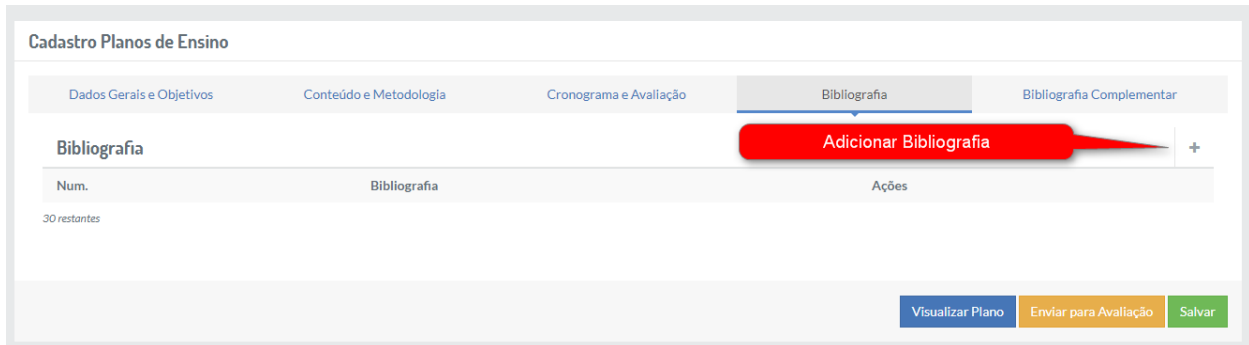 Cadastro Planos de Ensino
Dados Gerais e Objetivos Conteúdo e Metodologia Cronograma e Avaliação Bibliografia Bibliografia Complementar
Bibliografia Adicionar Bibliografia +
Num. Bibliografia Ações
30 restantes
Visualizar Plano Enviar para Avaliação Salvar